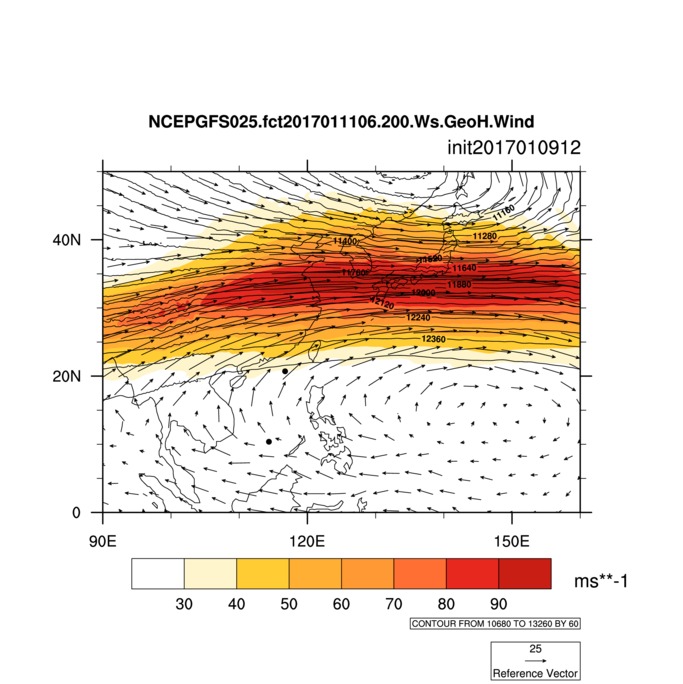 NCEPGFS025.fct2017011106.200.Ws.GeoH.Wind
init2017010912
11160
40N
11400
11280
11640
11880
12120
12240
12360
20N
0
90E
120E
150E
30 40 50 60 70 80 90
ms**-1
CONTOUR FROM 10680 TO 13260 BY 60
25
Reference Vector